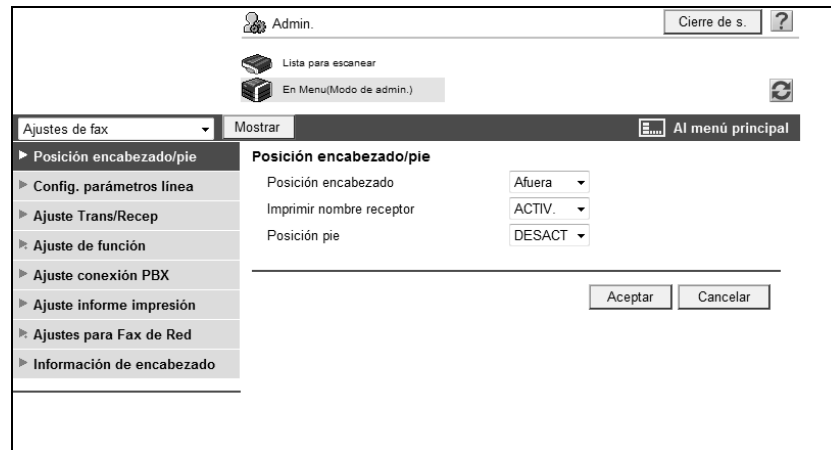 Admin.
Cierre de s.
?
Lista para escanear
En Menu(Modo de admin.)
Ajustes de fax
Mostrar
Al menú principal
Posición encabezado/pie
Config. parámetros línea
Ajuste Trans/Recep
Ajuste de función
Ajuste conexión PBX
Ajuste informe impresión
Ajustes para Fax de Red
Información de encabezado
Posición encabezado/pie
Posición encabezado Afuera
Imprimir nombre receptor ACTIV.
Posición pie DESACT
Aceptar
Cancelar